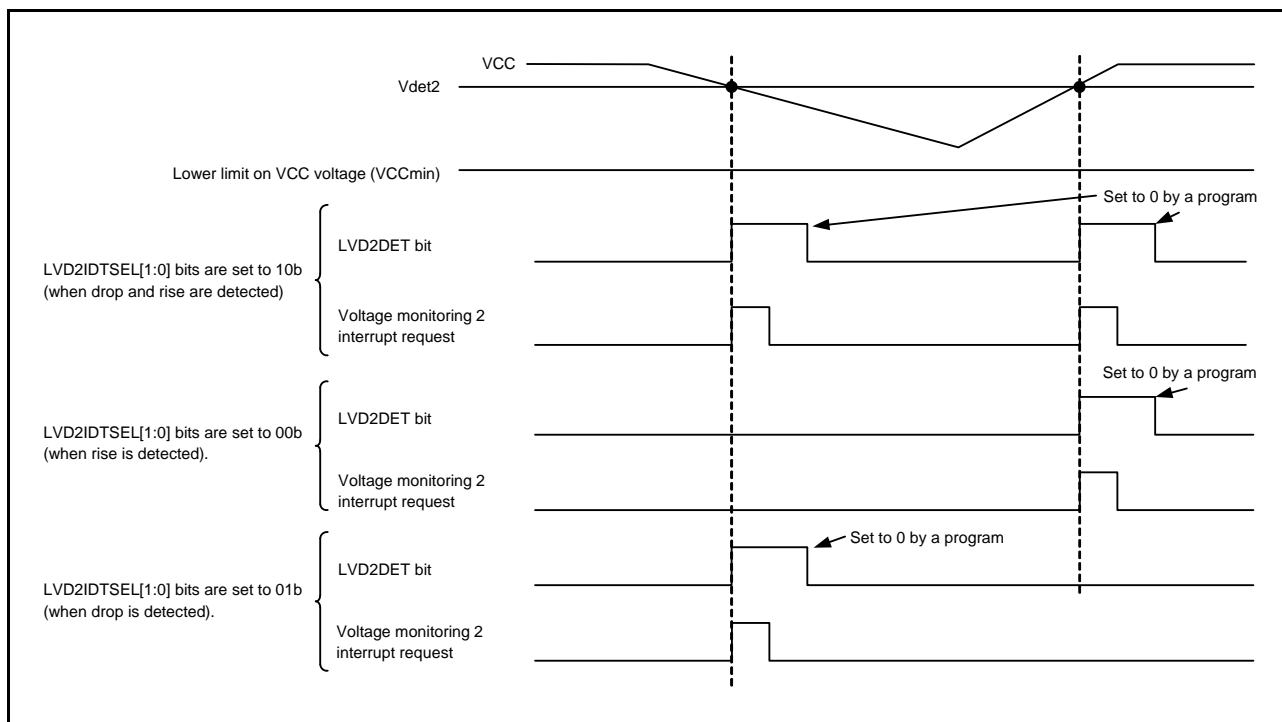 VCC
Vdet2
Lower limit on VCC voltage (VCCmin)
Set to 0 by a program
LVD2DET bit
LVD2IDTSEL[1:0] bits are set to 10b
(when drop and rise are detected)
Voltage monitoring 2
interrupt request
Set to 0 by a program
LVD2DET bit
LVD2IDTSEL[1:0] bits are set to 00b
(when rise is detected).
Voltage monitoring 2
interrupt request
Set to 0 by a program
LVD2DET bit
LVD2IDTSEL[1:0] bits are set to 01b
(when drop is detected).
Voltage monitoring 2
interrupt request